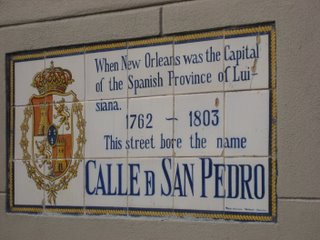 When New Orleans was the Capital
of the Spanish Province of Lui-
siana.
1762 - 1803
This street bore the name
CALLE D SAN PEDRO